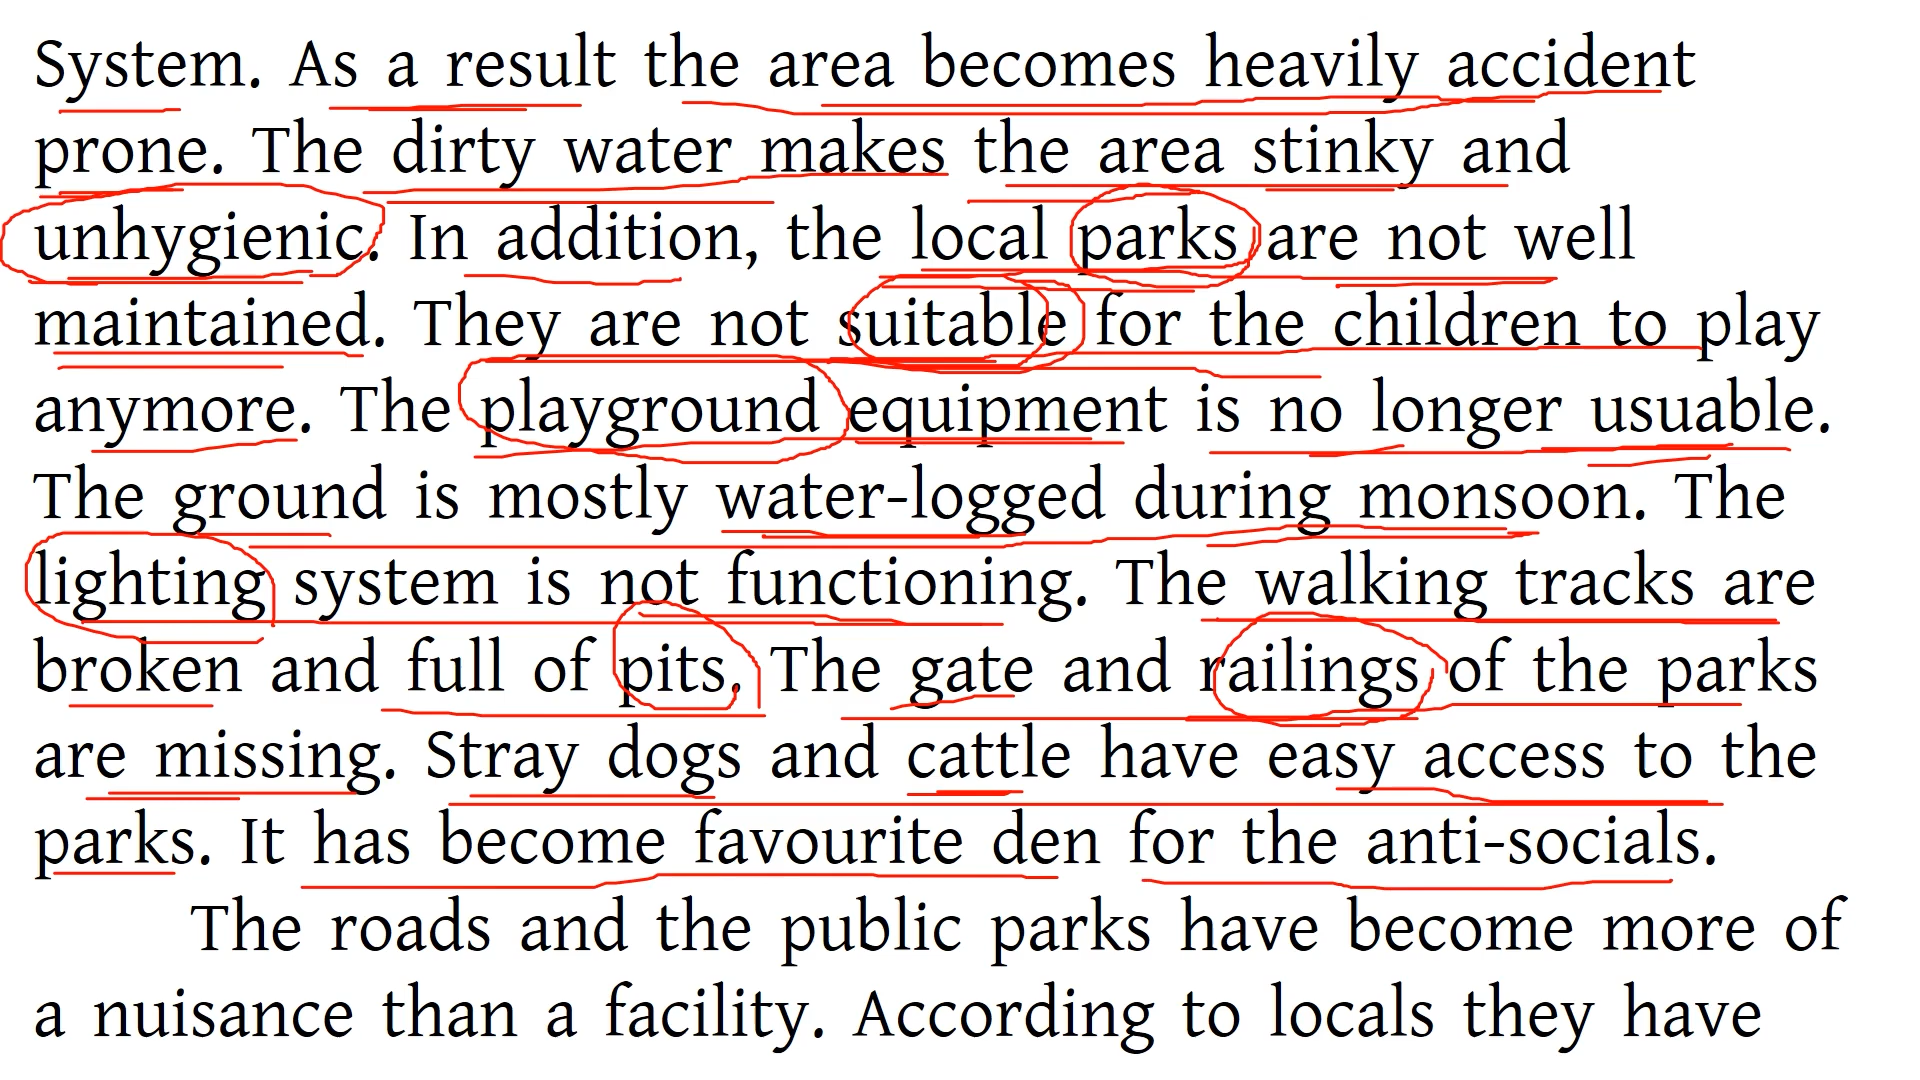 System. As a result the area becomes heavily accident
prone. The dirty water makes the area stinky and
unhygienic. In addition, the local parks are not well
maintained. They are not suitable for the children to play
anymore. The playground equipment is no longer usuable.
The ground is mostly water-logged during monsoon. The
lighting system is not functioning. The walking tracks are
broken and full of pits. The gate and railings of the parks
are missing. Stray dogs and cattle have easy access to the
parks. It has become favourite den for the anti-socials.
The roads and the public parks have become more of
a nuisance than a facility. According to locals they have